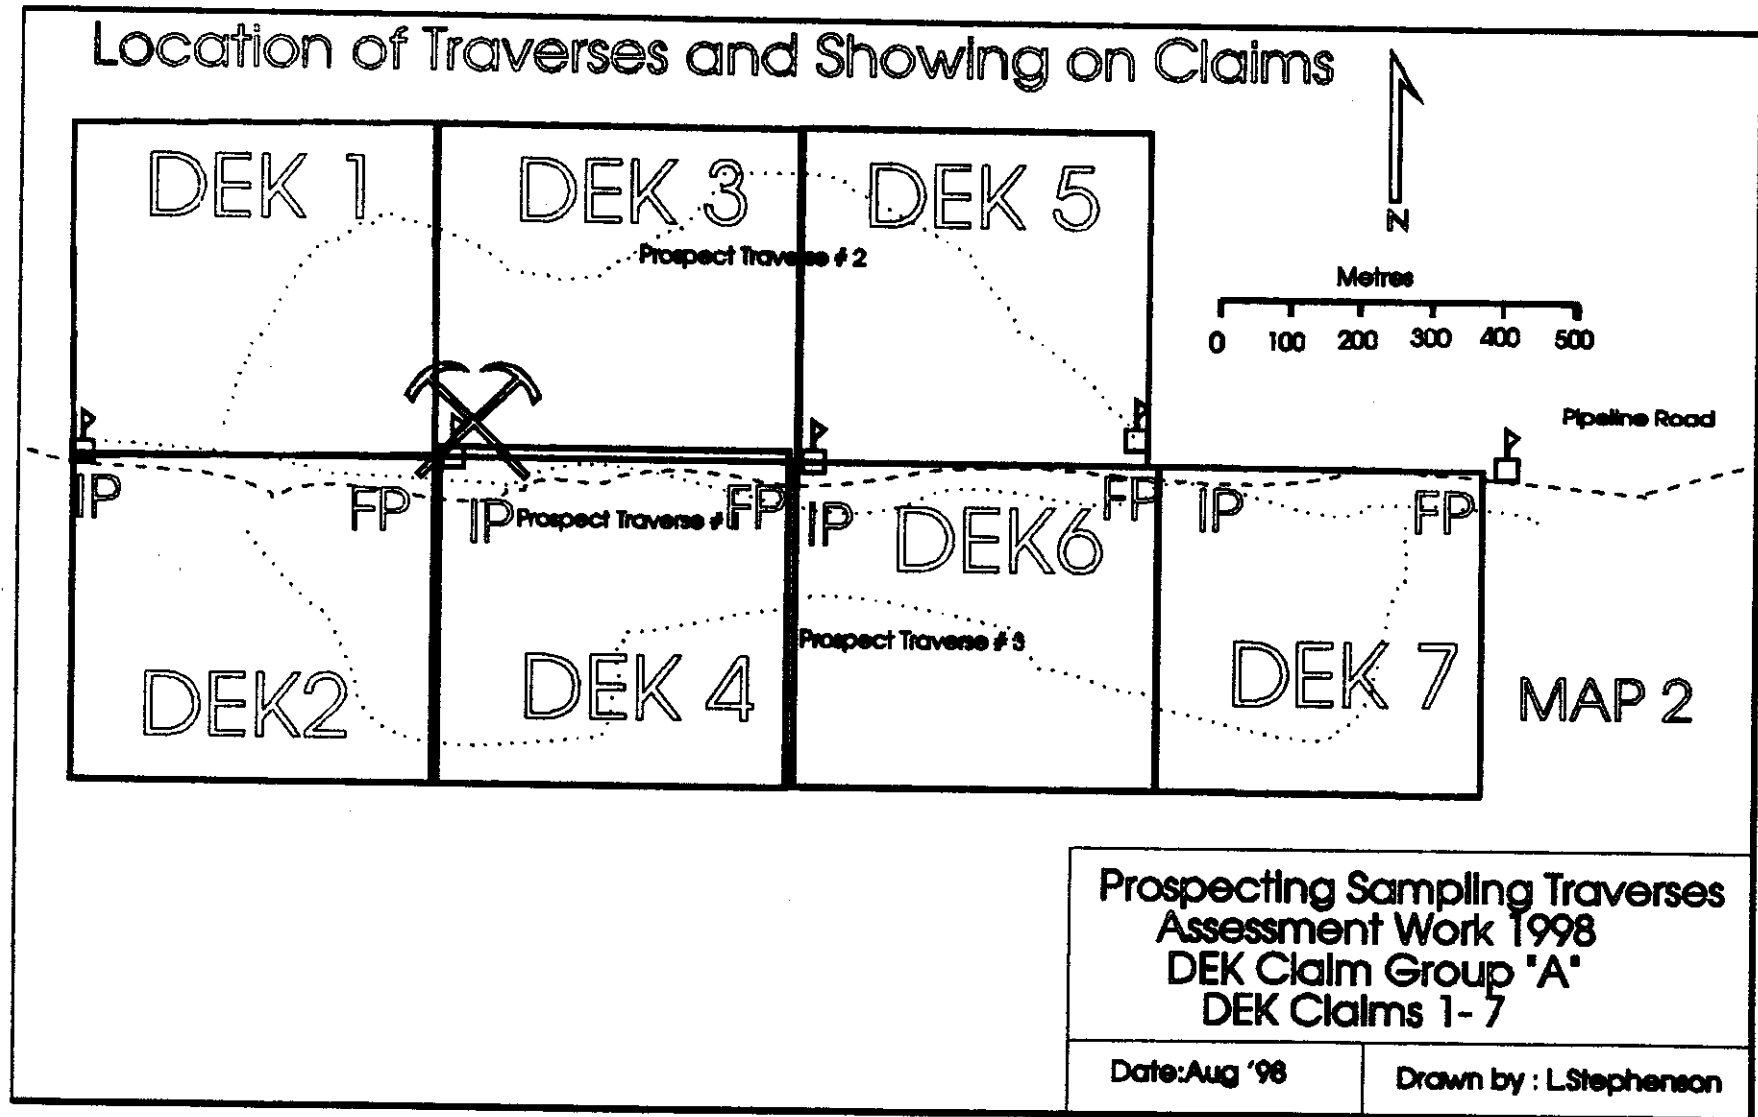 Location of Traverses and Showing on Claims
DEK 1
DEK 3
DEK 5
N
Prospect Traverse # 2
Metres
0 100 200 300 400 500
Pipeline Road
IP
FP
IP
Prospect Traverse # 1
FP
IP
FP
IP
FP
DEK6
Prospect Traverse # 3
DEK2
DEK 4
DEK 7
MAP 2
Prospecting Sampling Traverses
Assessment Work 1998
DEK Claim Group "A"
DEK Claims 1- 7
Date:Aug '98
Drawn by : L.Stephenson